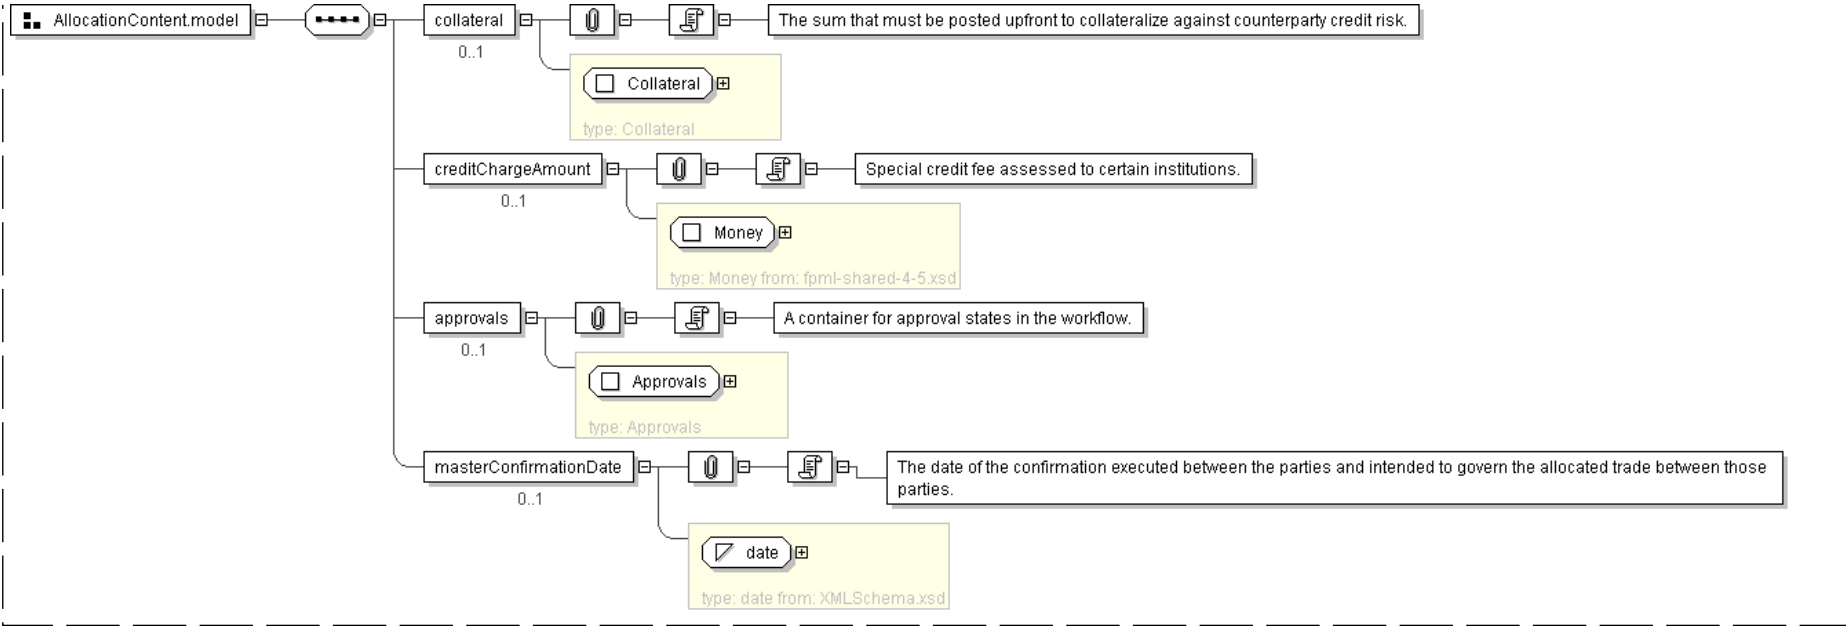 AllocationContent.model
collateral
The sum that must be posted upfront to collateralize against counterparty credit risk.
0..1
Collateral
type: Collateral
creditChargeAmount
Special credit fee assessed to certain institutions.
0..1
Money
type: Money from: fpml-shared-4-5.xsd
approvals
A container for approval states in the workflow.
0..1
Approvals
type: Approvals
masterConfirmationDate
The date of the confirmation executed between the parties and intended to govern the allocated trade between those
parties.
0..1
date
type: date from: XMLSchema.xsd